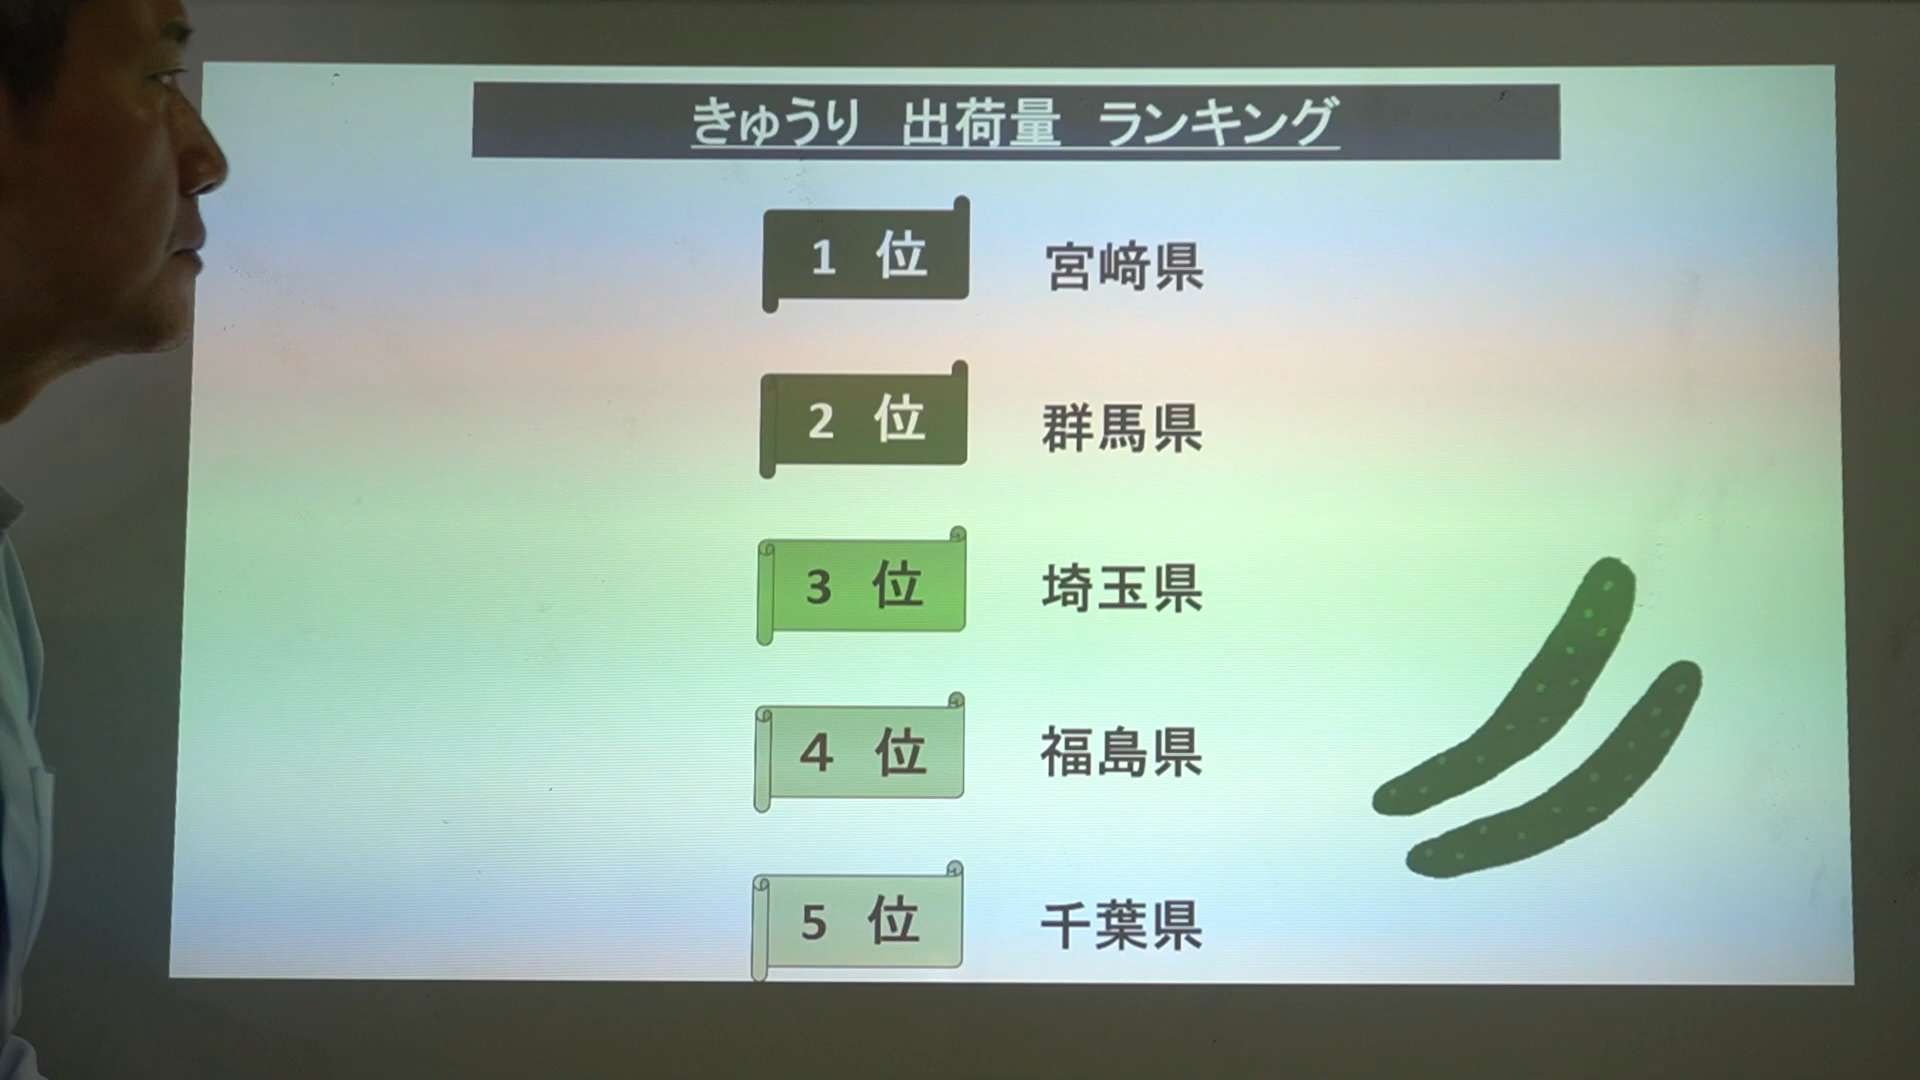 きゅうり 出荷量 ランキング
1 位 宮﨑県
2 位 群馬県
3 位 埼玉県
4 位 福島県
5 位 千葉県